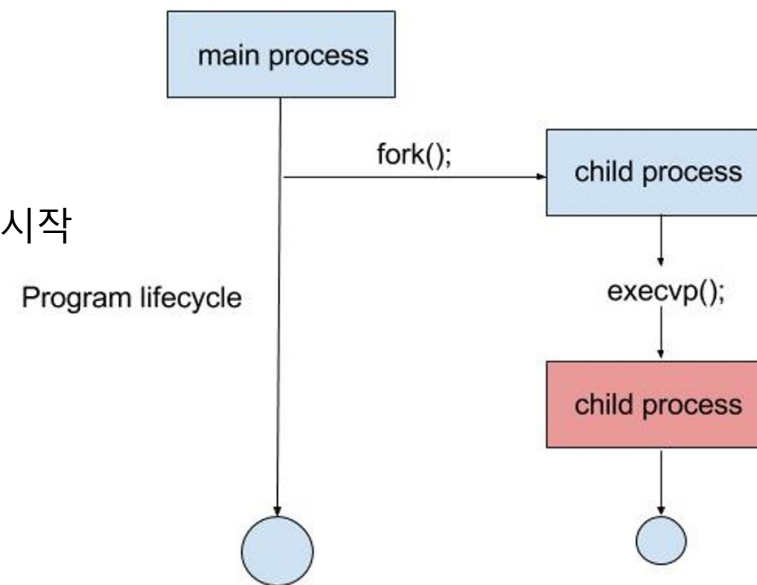 main process
fork();
child process
시작
Program lifecycle
execvp();
child process